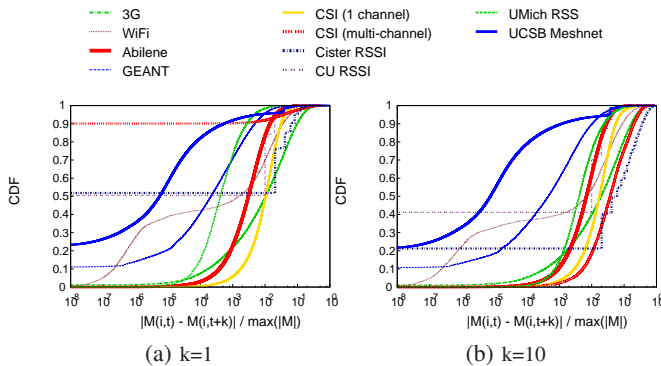 3G
WiFi
Abilene
GEANT
CSI (1 channel)
CSI (multi-channel)
Cister RSSI
CU RSSI
UMich RSS
UCSB Meshnet
1
0.9
0.8
0.7
0.6
0.5
0.4
0.3
0.2
0.1
0
CDF
10^8 10^7 10^6 10^5 10^4 10^3 10^2 10^1 10^0
|M(i,t) - M(i,t+k)| / max(|M|)
(a) k=1
1
0.9
0.8
0.7
0.6
0.5
0.4
0.3
0.2
0.1
0
CDF
10^8 10^7 10^6 10^5 10^4 10^3 10^2 10^1 10^0
|M(i,t) - M(i,t+k)| / max(|M|)
(b) k=10